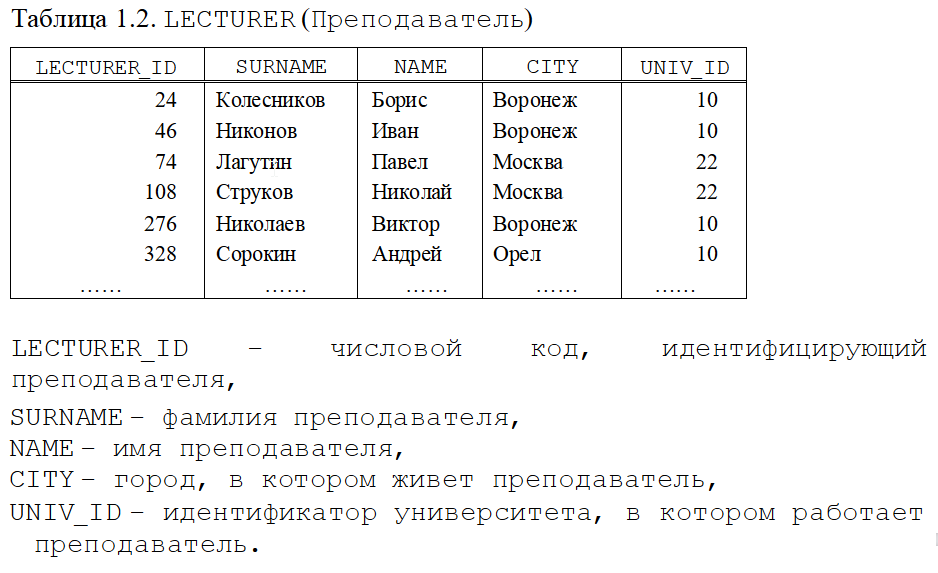 Таблица 1.2. LECTURER (Преподаватель)
LECTURER_ID SURNAME NAME CITY UNIV_ID
24 Колесников Борис Воронеж 10
46 Никонов Иван Воронеж 10
74 Лагутин Павел Москва 22
108 Струков Николай Москва 22
276 Николаев Виктор Воронеж 10
328 Сорокин Андрей Орел 10
…… …… …… …… ……
LECTURER_ID – числовой код, идентифицирующий
преподавателя,
SURNAME – фамилия преподавателя,
NAME – имя преподавателя,
CITY – город, в котором живет преподаватель,
UNIV_ID – идентификатор университета, в котором работает
преподаватель.